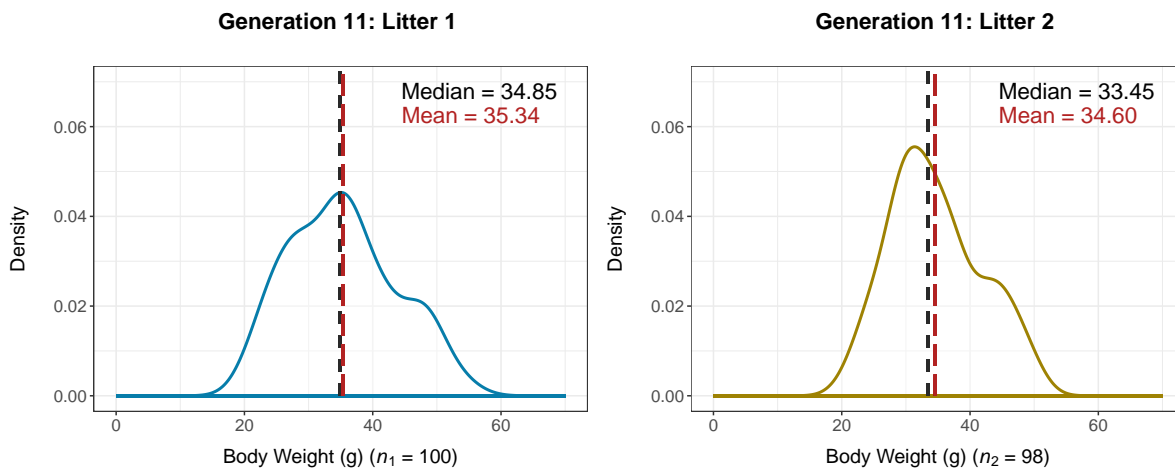 Generation 11: Litter 1
Median = 34.85
Mean = 35.34
0.06
0.04
0.02
0.00
Density
0 20 40 60
Body Weight (g) (n₁ = 100)
Generation 11: Litter 2
Median = 33.45
Mean = 34.60
0.06
0.04
0.02
0.00
Density
0 20 40 60
Body Weight (g) (n₂ = 98)